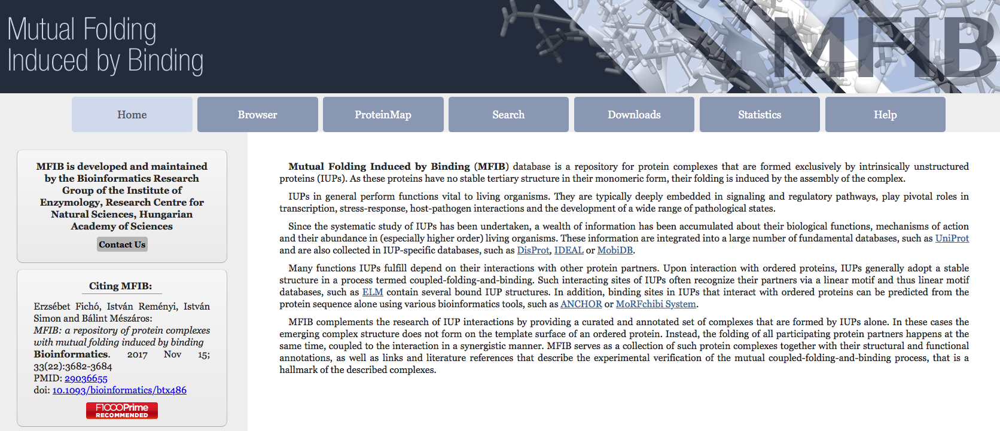 Mutual Folding
Induced by Binding
MFIB
Home
Browser
ProteinMap
Search
Downloads
Statistics
Help
MFIB is developed and maintained
by the Bioinformatics Research
Group of the Institute of
Enzymology, Research Centre for
Natural Sciences, Hungarian
Academy of Sciences
Contact Us
Citing MFIB:
Erzsébet Fichó, István Reményi, István
Simon and Bálint Mészáros:
MFIB: a repository of protein complexes
with mutual folding induced by binding
Bioinformatics. 2017 Nov 15;
33(22):3682-3684
PMID: 29036655
doi: 10.1093/bioinformatics/btx486
F1000Prime
RECOMMENDED
Mutual Folding Induced by Binding (MFIB) database is a repository for protein complexes that are formed exclusively by intrinsically unstructured
proteins (IUPs). As these proteins have no stable tertiary structure in their monomeric form, their folding is induced by the assembly of the complex.
IUPs in general perform functions vital to living organisms. They are typically deeply embedded in signaling and regulatory pathways, play pivotal roles in
transcription, stress-response, host-pathogen interactions and the development of a wide range of pathological states.
Since the systematic study of IUPs has been undertaken, a wealth of information has been accumulated about their biological functions, mechanisms of action
and their abundance in (especially higher order) living organisms. These information are integrated into a large number of fundamental databases, such as UniProt
and are also collected in IUP-specific databases, such as DisProt, IDEAL or MobiDB.
Many functions IUPs fulfill depend on their interactions with other protein partners. Upon interaction with ordered proteins, IUPs generally adopt a stable
structure in a process termed coupled-folding-and-binding. Such interacting sites of IUPs often recognize their partners via a linear motif and thus linear motif
databases, such as ELM contain several bound IUP structures. In addition, binding sites in IUPs that interact with ordered proteins can be predicted from the
protein sequence alone using various bioinformatics tools, such as ANCHOR or MoRFchibi System.
MFIB complements the research of IUP interactions by providing a curated and annotated set of complexes that are formed by IUPs alone. In these cases the
emerging complex structure does not form on the template surface of an ordered protein. Instead, the folding of all participating protein partners happens at the
same time, coupled to the interaction in a synergistic manner. MFIB serves as a collection of such protein complexes together with their structural and functional
annotations, as well as links and literature references that describe the experimental verification of the mutual coupled-folding-and-binding process, that is a
hallmark of the described complexes.